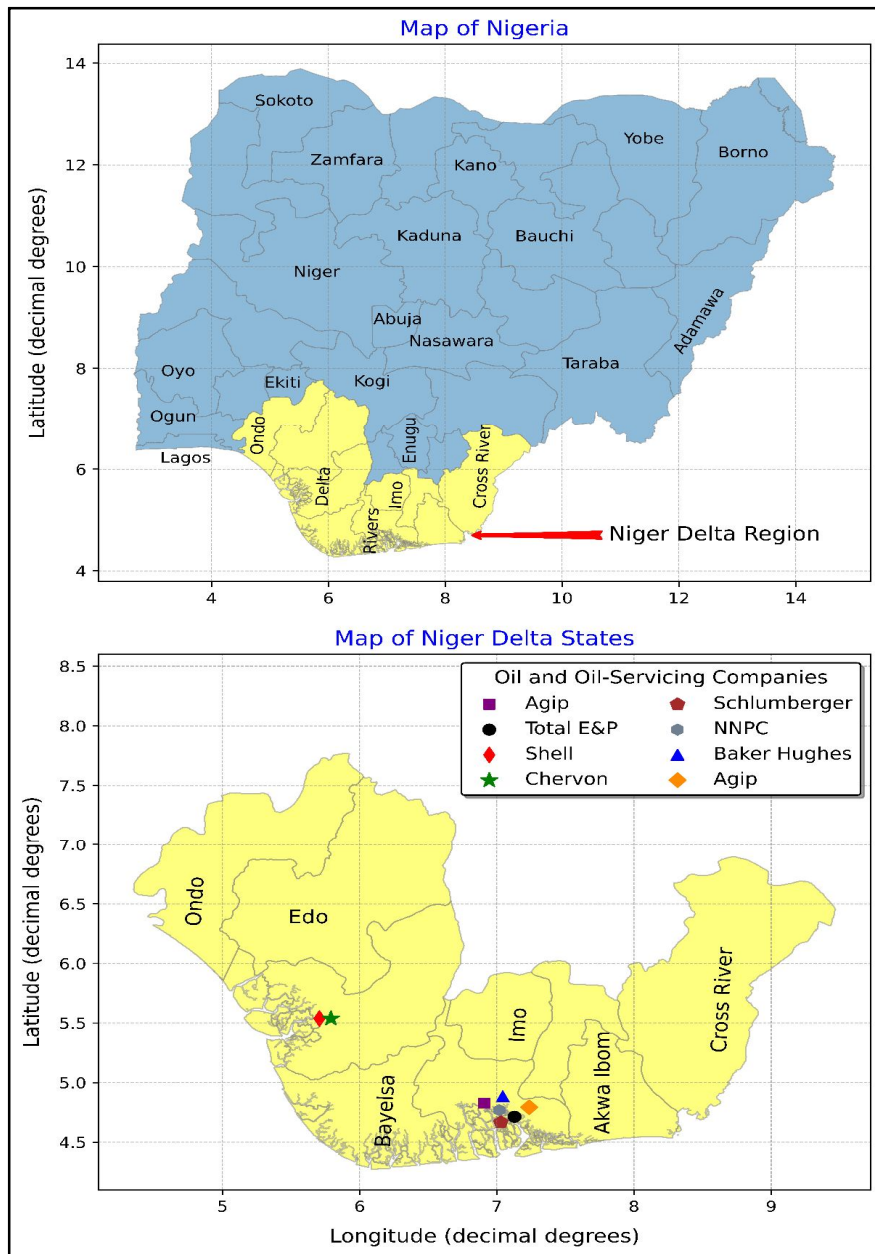 Map of Nigeria
Latitude (decimal degrees)
14
12
10
8
6
4
Sokoto
Yobe
Borno
Zamfara
Kano
Kaduna
Bauchi
Niger
Adamawa
Abuja
Nasawara
Taraba
Oyo
Ekiti
Kogi
Ogun
Ondo
Enugu
Lagos
Cross River
Delta
Imo
Rivers
Niger Delta Region
4 6 8 10 12 14
Map of Niger Delta States
Latitude (decimal degrees)
8.5
8.0
7.5
7.0
6.5
6.0
5.5
5.0
4.5
Oil and Oil-Servicing Companies
Agip
Total E&P
Shell
Chervon
Schlumberger
NNPC
Baker Hughes
Agip
Ondo
Edo
Cross River
Imo
Akwa Ibom
Bayelsa
5 6 7 8 9
Longitude (decimal degrees)